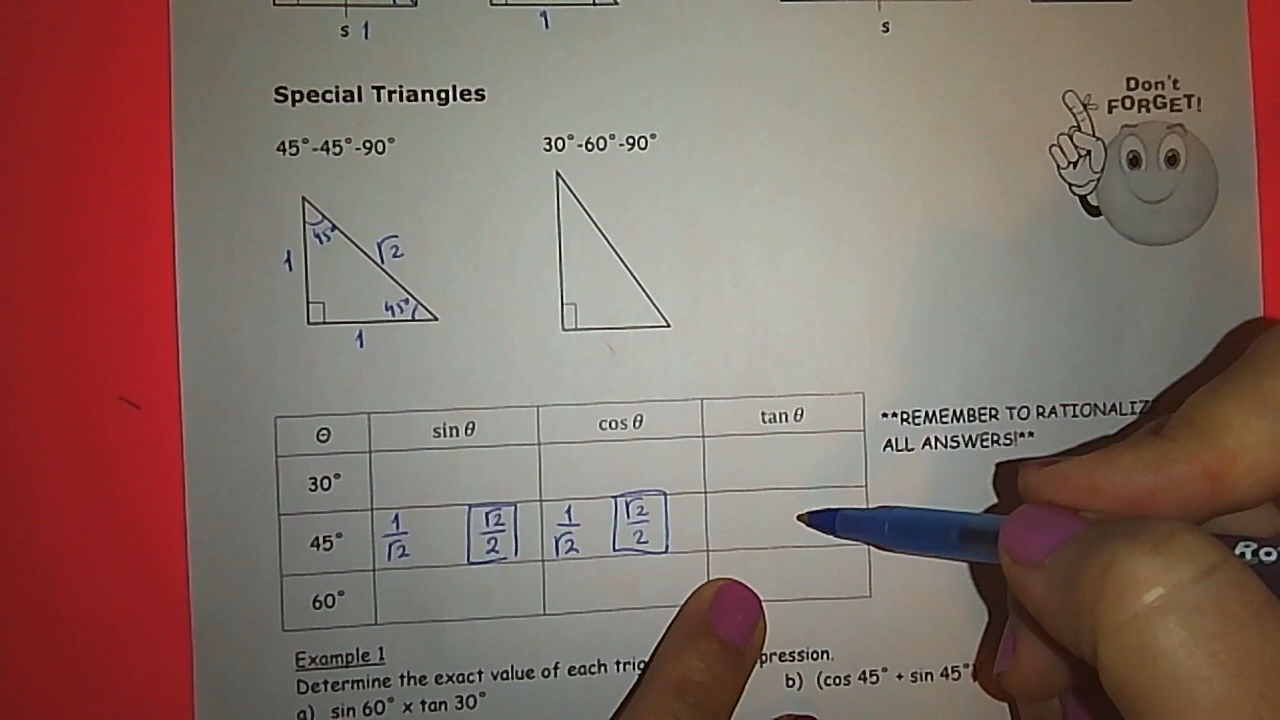 s 1
1
s
Special Triangles
Don't
FORGET!
45°-45°-90°
30°-60°-90°
45°
√2
1
45°
1
θ sin θ cos θ tan θ
30°
45° 1/√2 √2/2 1/√2 √2/2
60°
**REMEMBER TO RATIONALIZ
ALL ANSWERS!**
Example 1
Determine the exact value of each trig pression.
a) sin 60° x tan 30°
b) (cos 45° + sin 45°)